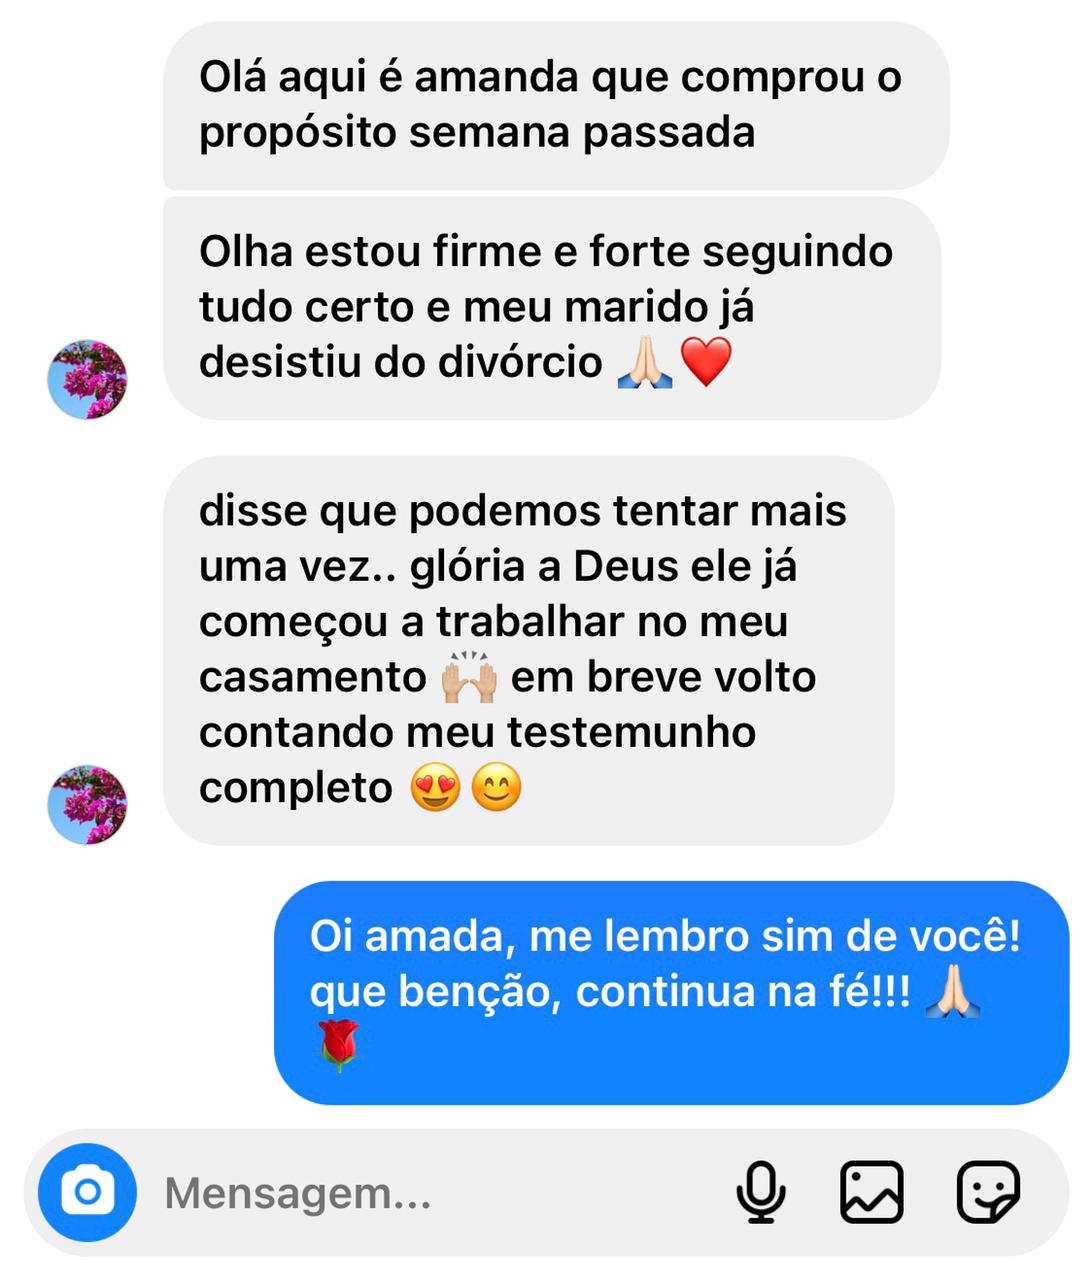 Olá aqui é amanda que comprou o
propósito semana passada
Olha estou firme e forte seguindo
tudo certo e meu marido já
desistiu do divórcio 🙏🏻❤️
disse que podemos tentar mais
uma vez.. glória a Deus ele já
começou a trabalhar no meu
casamento 🙌🏼 em breve volto
contando meu testemunho
completo 😍😊
Oi amada, me lembro sim de você!
que benção, continua na fé!!! 🙏🏻
🌹
Mensagem...